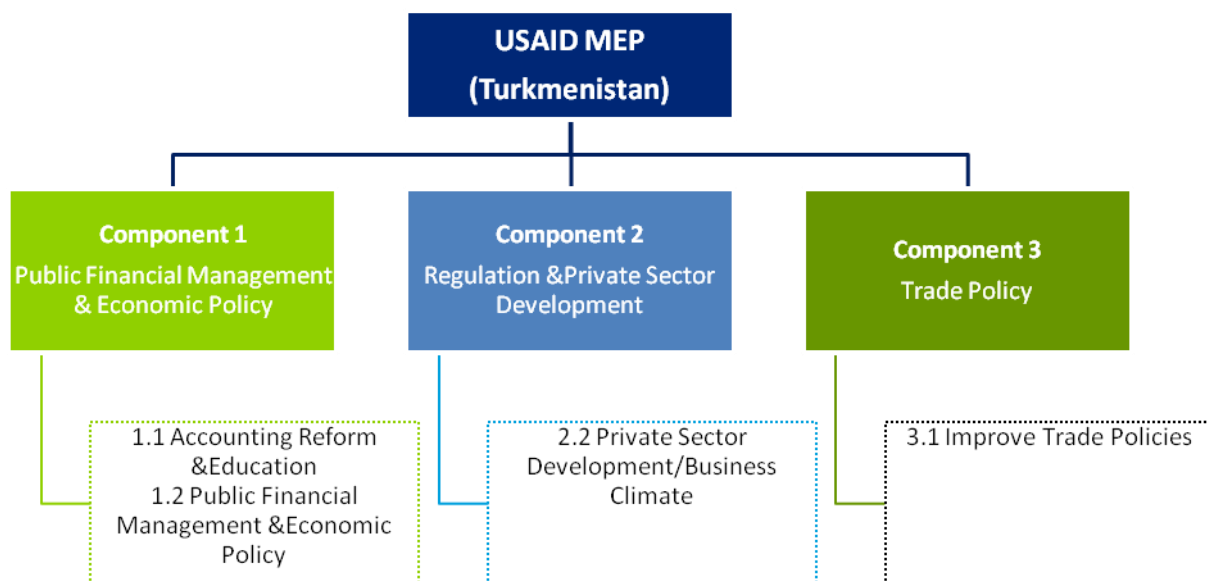 USAID MEP
(Turkmenistan)
Component 1
Public Financial Management
& Economic Policy
Component 2
Regulation &Private Sector
Development
Component 3
Trade Policy
1.1 Accounting Reform
&Education
1.2 Public Financial
Management &Economic
Policy
2.2 Private Sector
Development/Business
Climate
3.1 Improve Trade Policies